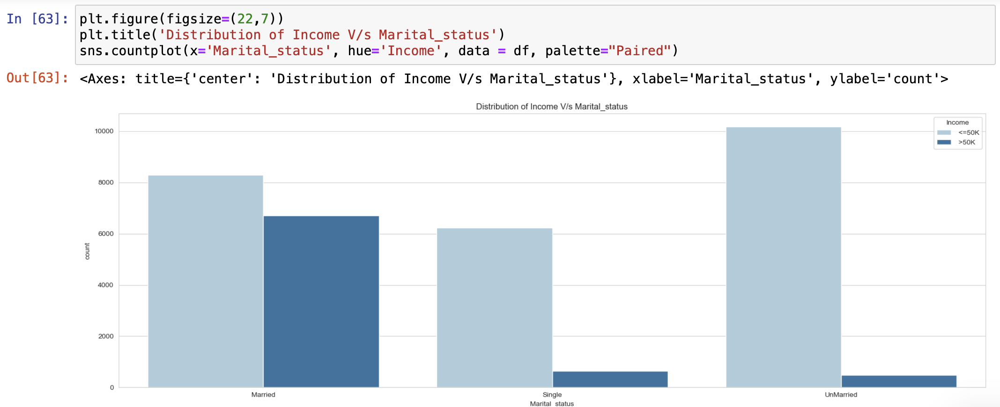 In [63]:
plt.figure(figsize=(22,7))
plt.title('Distribution of Income V/s Marital_status')
sns.countplot(x='Marital_status', hue='Income', data = df, palette="Paired")
Out[63]:
<Axes: title={'center': 'Distribution of Income V/s Marital_status'}, xlabel='Marital_status', ylabel='count'>
Distribution of Income V/s Marital_status
Income
<=50K
>50K
10000
8000
6000
4000
2000
0
count
Married
Single
UnMarried
Marital_status